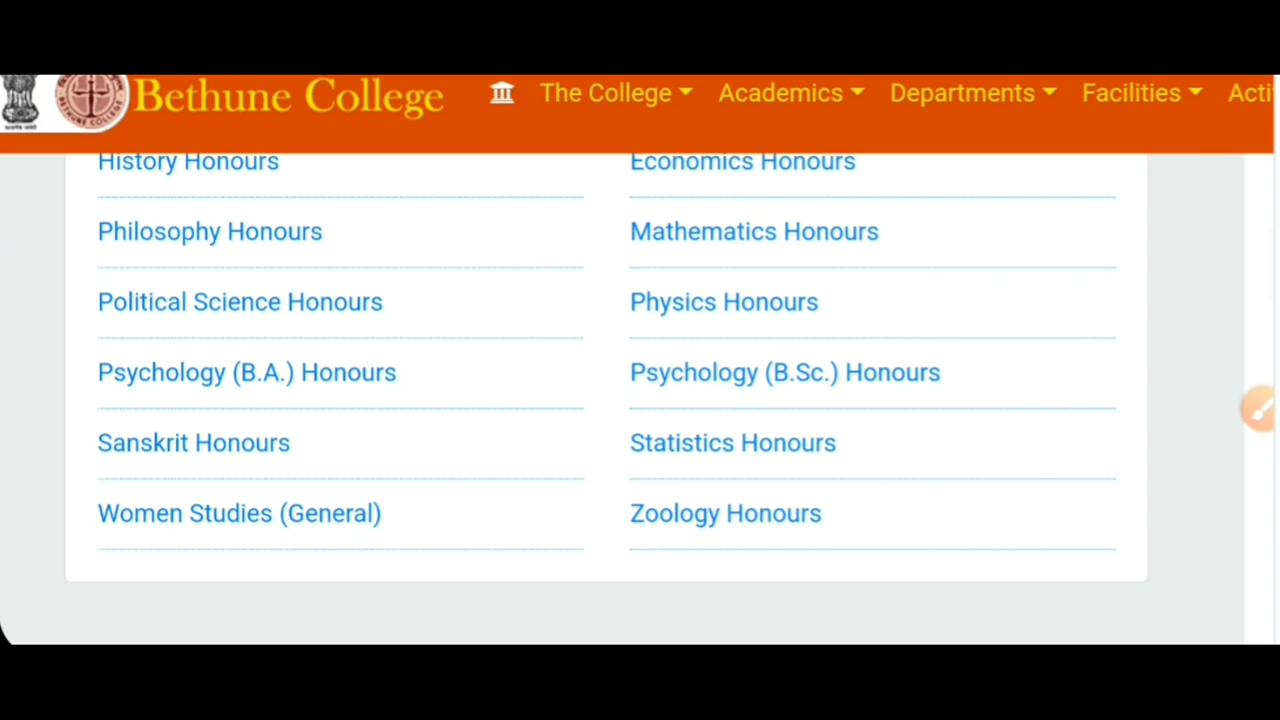 Bethune College
The College
Academics
Departments
Facilities
Acti
History Honours
Economics Honours
Philosophy Honours
Mathematics Honours
Political Science Honours
Physics Honours
Psychology (B.A.) Honours
Psychology (B.Sc.) Honours
Sanskrit Honours
Statistics Honours
Women Studies (General)
Zoology Honours